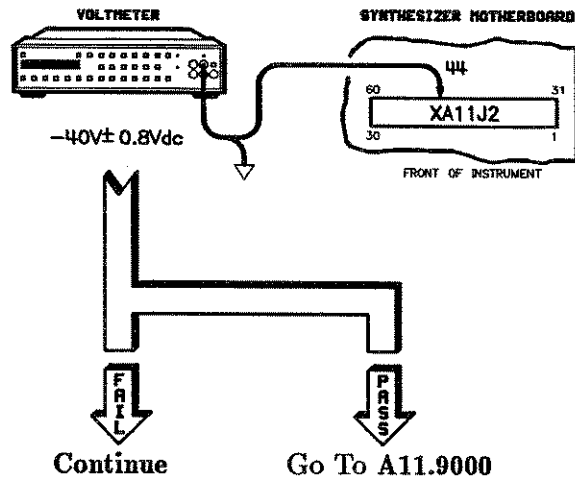 VOLTMETER
SYNTHESIZER MOTHERBOARD
44
60 31
XA11J2
30 1
-40V± 0.8Vdc
FRONT OF INSTRUMENT
FAIL PASS
Continue Go To A11.9000